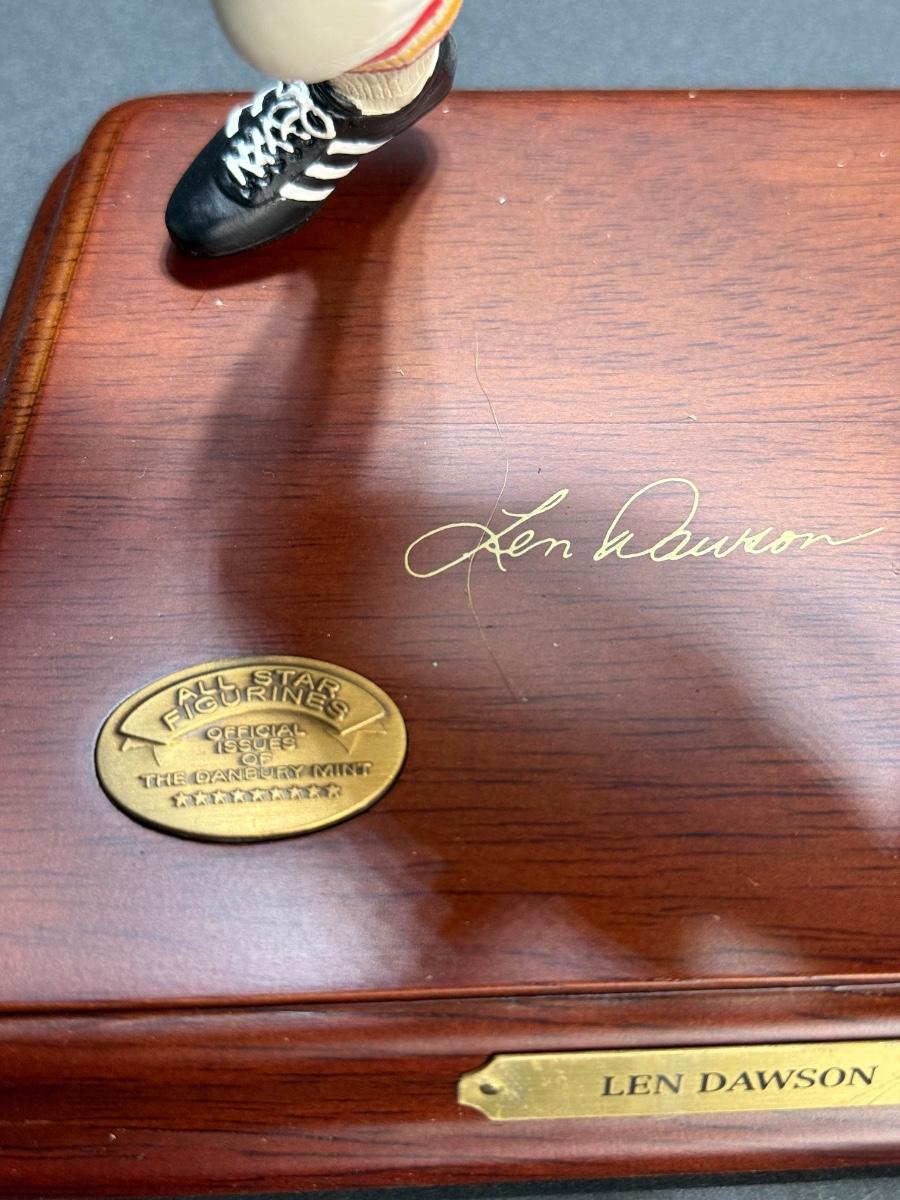 Len Dawson
ALL STAR
FIGURINES
OFFICIAL
ISSUES
OF
THE DANBURY MINT
LEN DAWSON